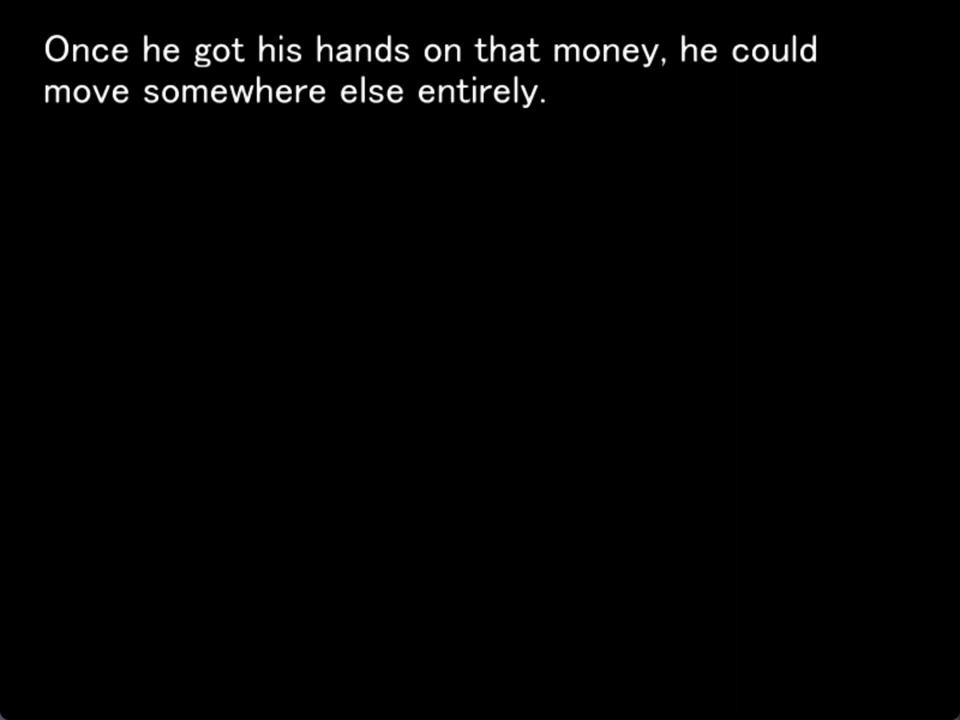 Once he got his hands on that money, he could
move somewhere else entirely.